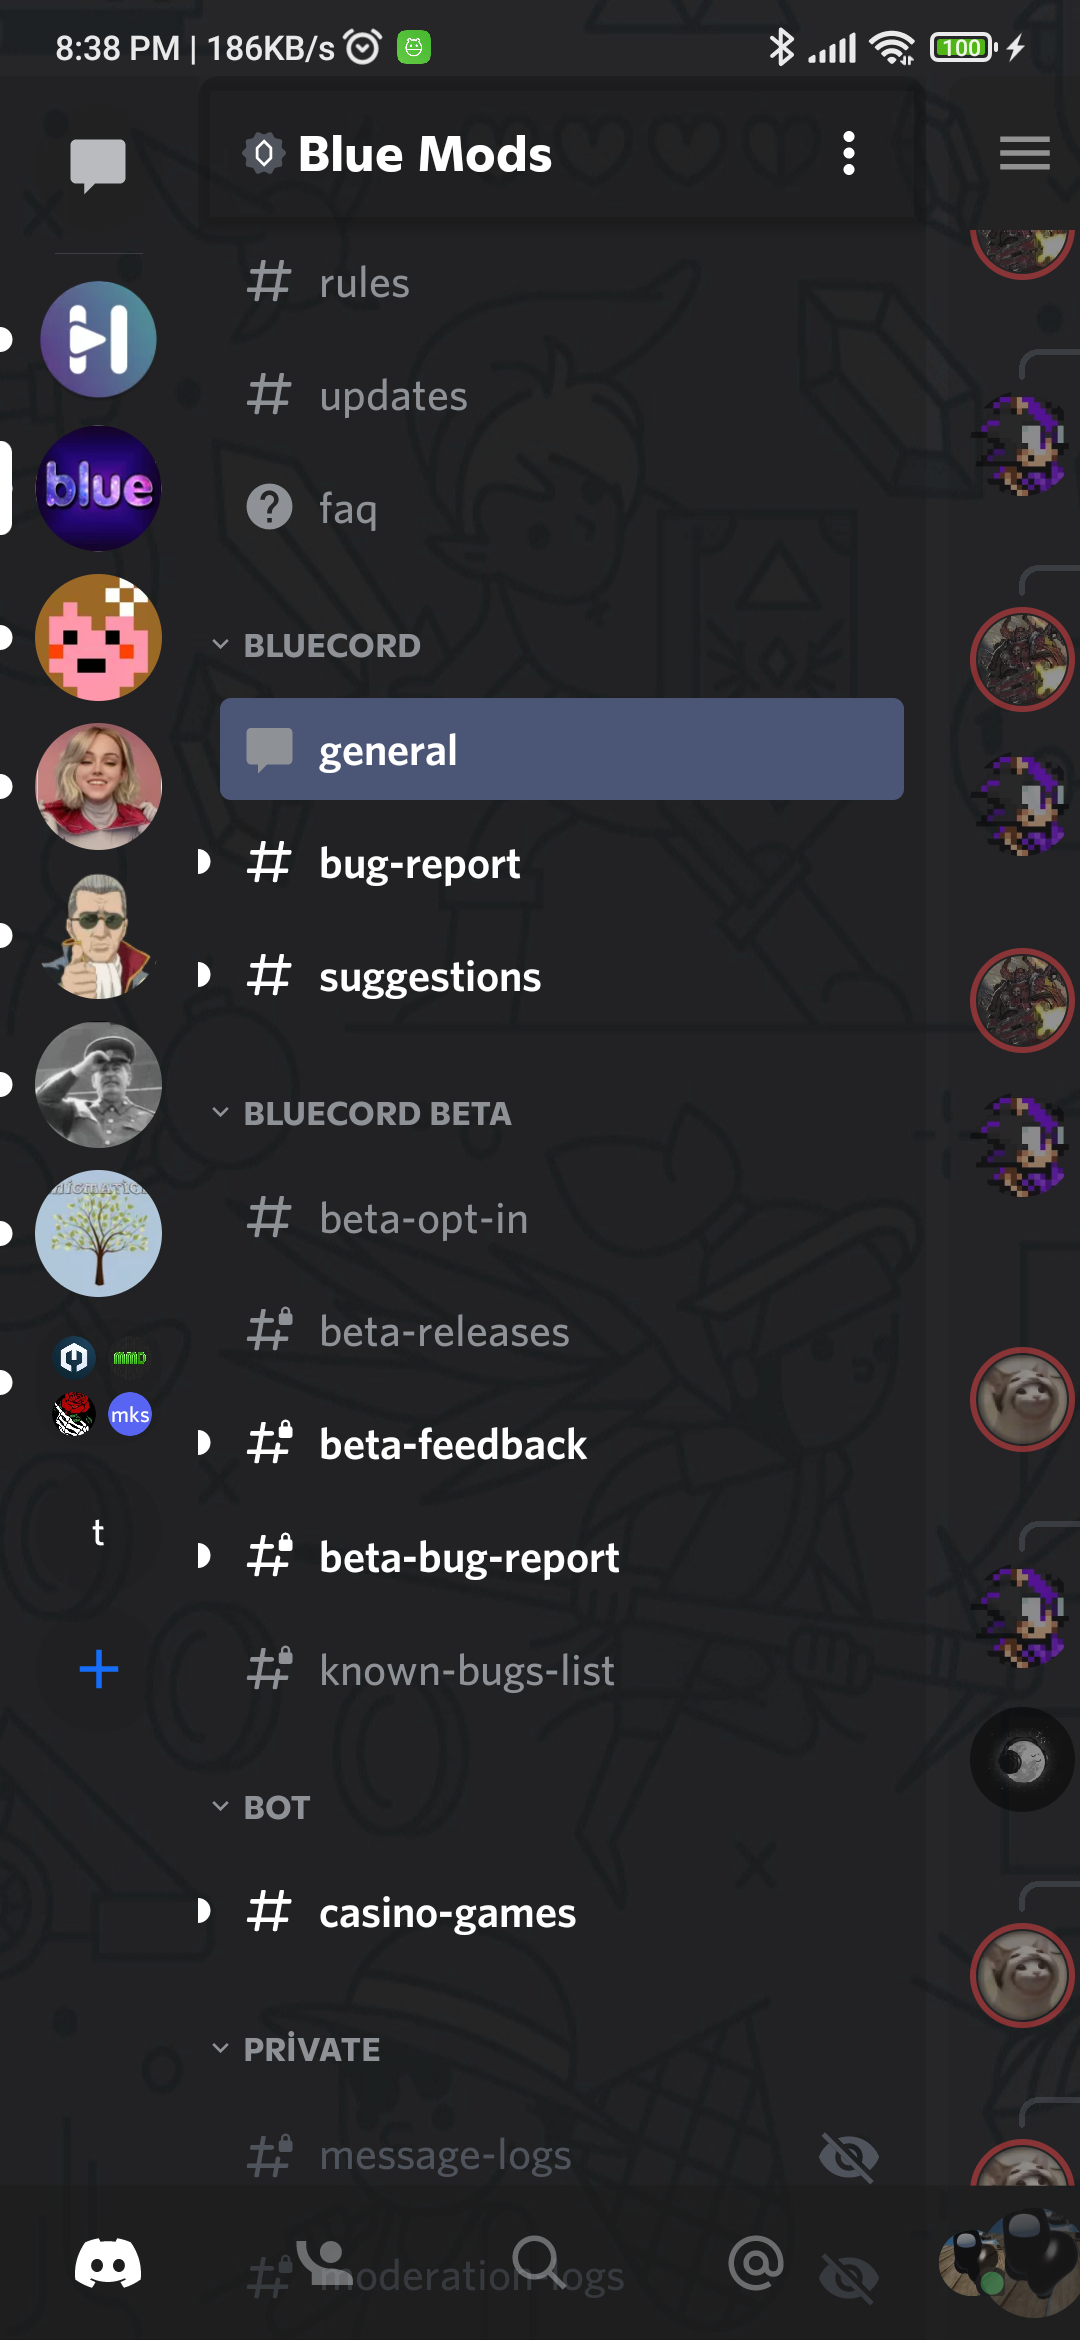 8:38 PM | 186KB/s
100
Blue Mods
rules
updates
faq
blue
BLUECORD
general
bug-report
suggestions
BLUECORD BETA
beta-opt-in
beta-releases
mmd
mks
beta-feedback
t
beta-bug-report
known-bugs-list
BOT
casino-games
PRİVATE
message-logs
moderation-logs